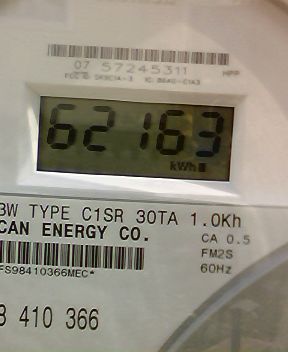 07 57245311
62163
kWh
3W TYPE C1SR 30TA 1.0Kh
CAN ENERGY CO.
CA 0.5
FM2S
60Hz
FS98410366MEC*
8 410 366